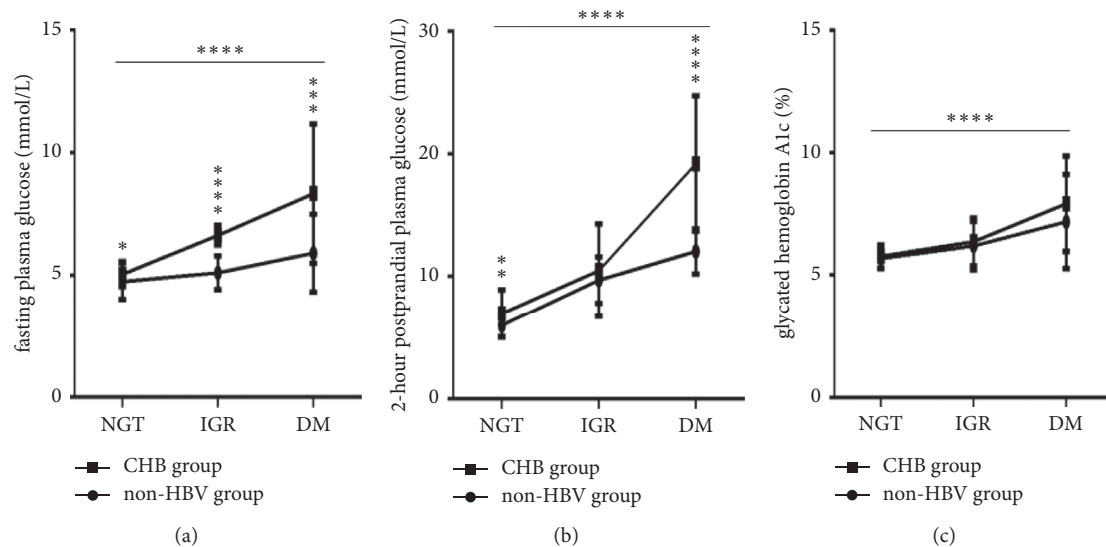 fasting plasma glucose (mmol/L)
15
10
5
0
****
*
****
***
NGT IGR DM
CHB group
non-HBV group
(a)
2-hour postprandial plasma glucose (mmol/L)
30
20
10
0
****
**
****
NGT IGR DM
CHB group
non-HBV group
(b)
glycated hemoglobin A1c (%)
15
10
5
0
****
NGT IGR DM
CHB group
non-HBV group
(c)